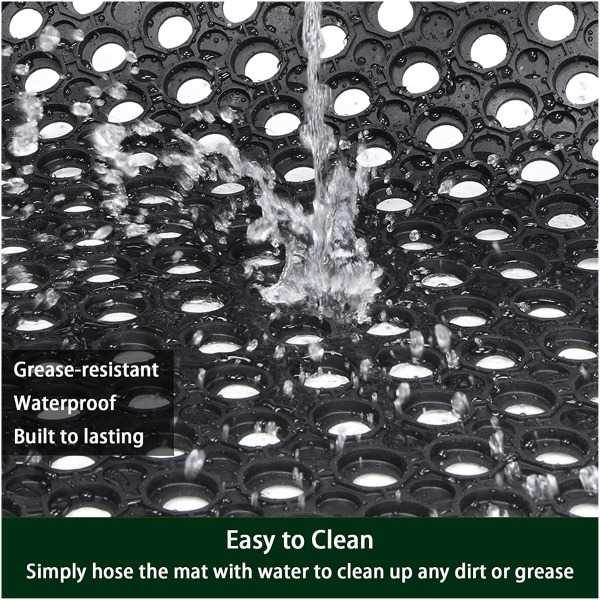 Grease-resistant
Waterproof
Built to lasting
Easy to Clean
Simply hose the mat with water to clean up any dirt or grease